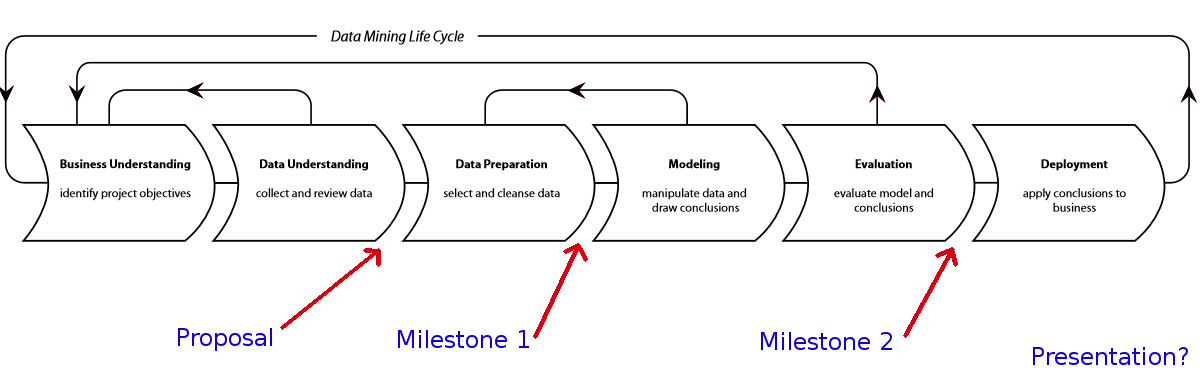 Data Mining Life Cycle
Business Understanding
identify project objectives
Data Understanding
collect and review data
Data Preparation
select and cleanse data
Modeling
manipulate data and
draw conclusions
Evaluation
evaluate model and
conclusions
Deployment
apply conclusions to
business
Proposal
Milestone 1
Milestone 2
Presentation?